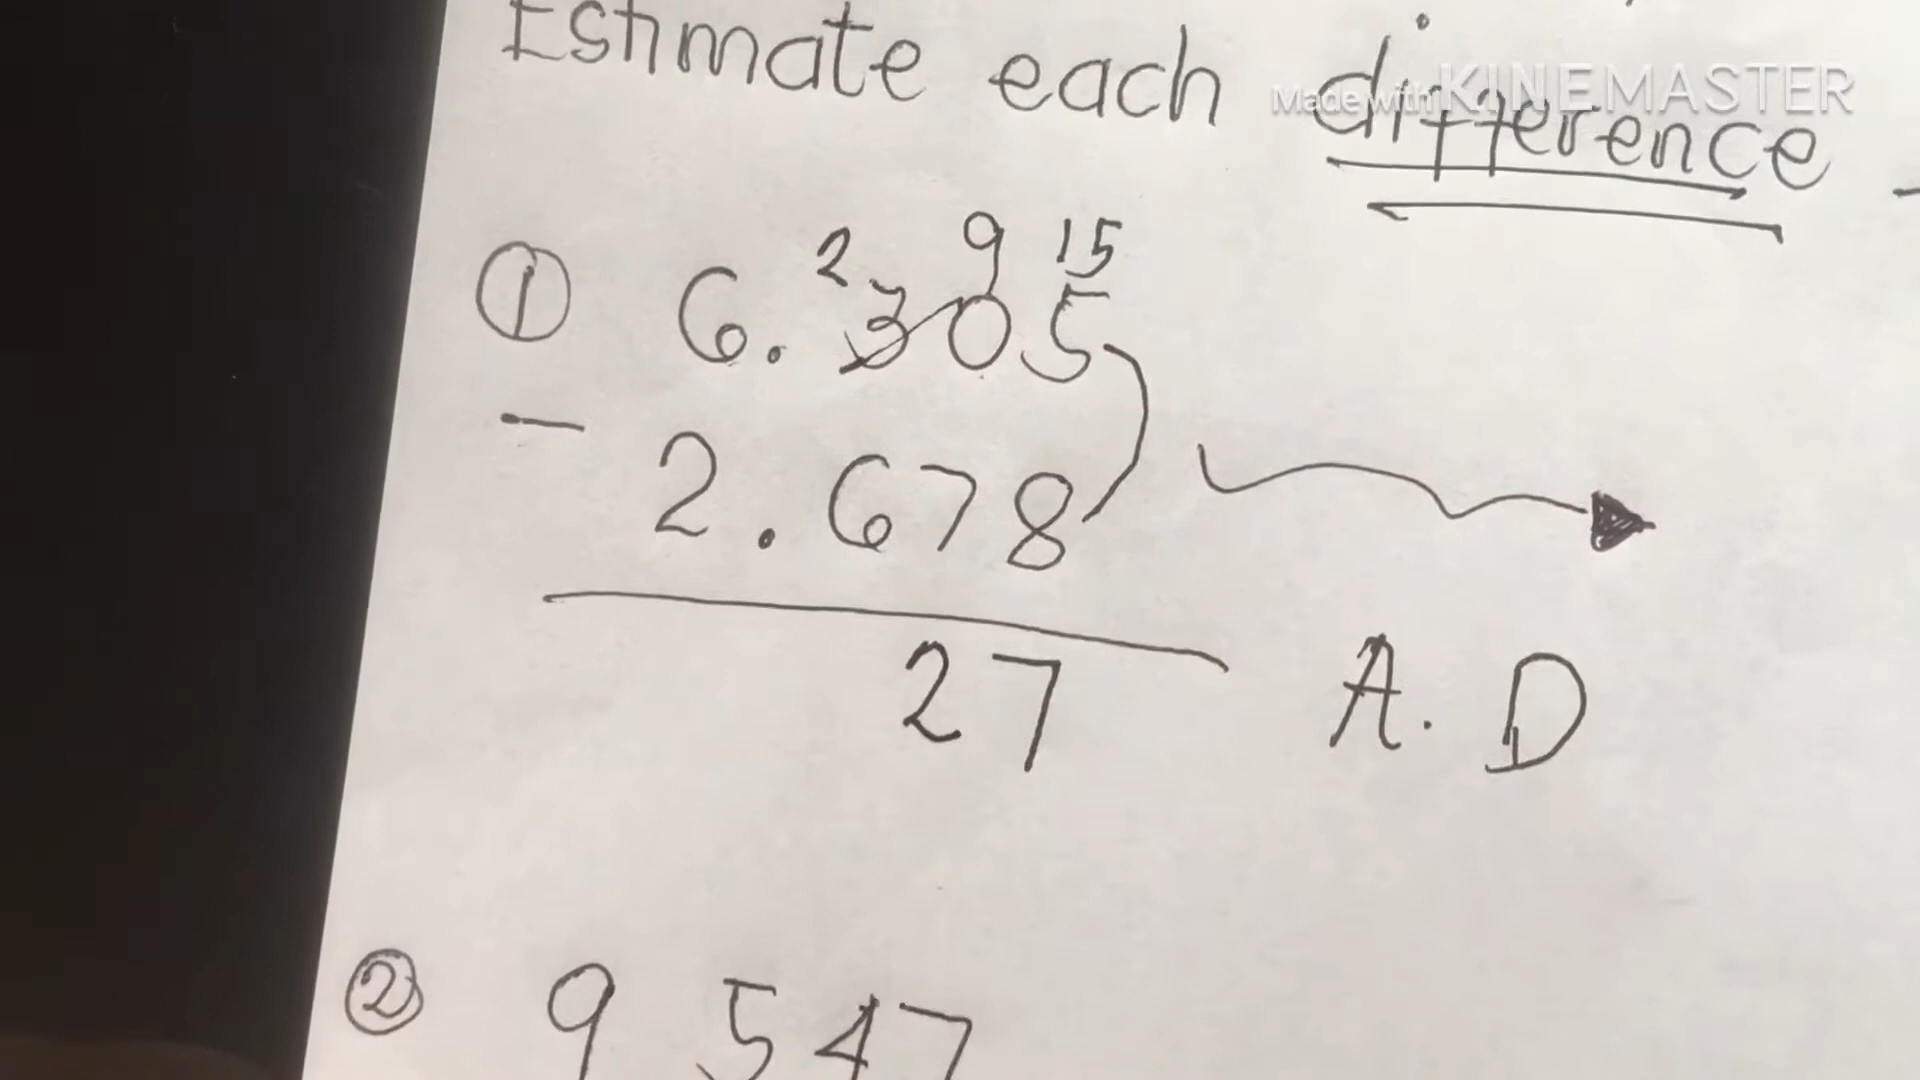 Estimate each difference
Made with KINEMASTER
2 9 15
① 6.305
- 2.678
27 A.D
② 9 547